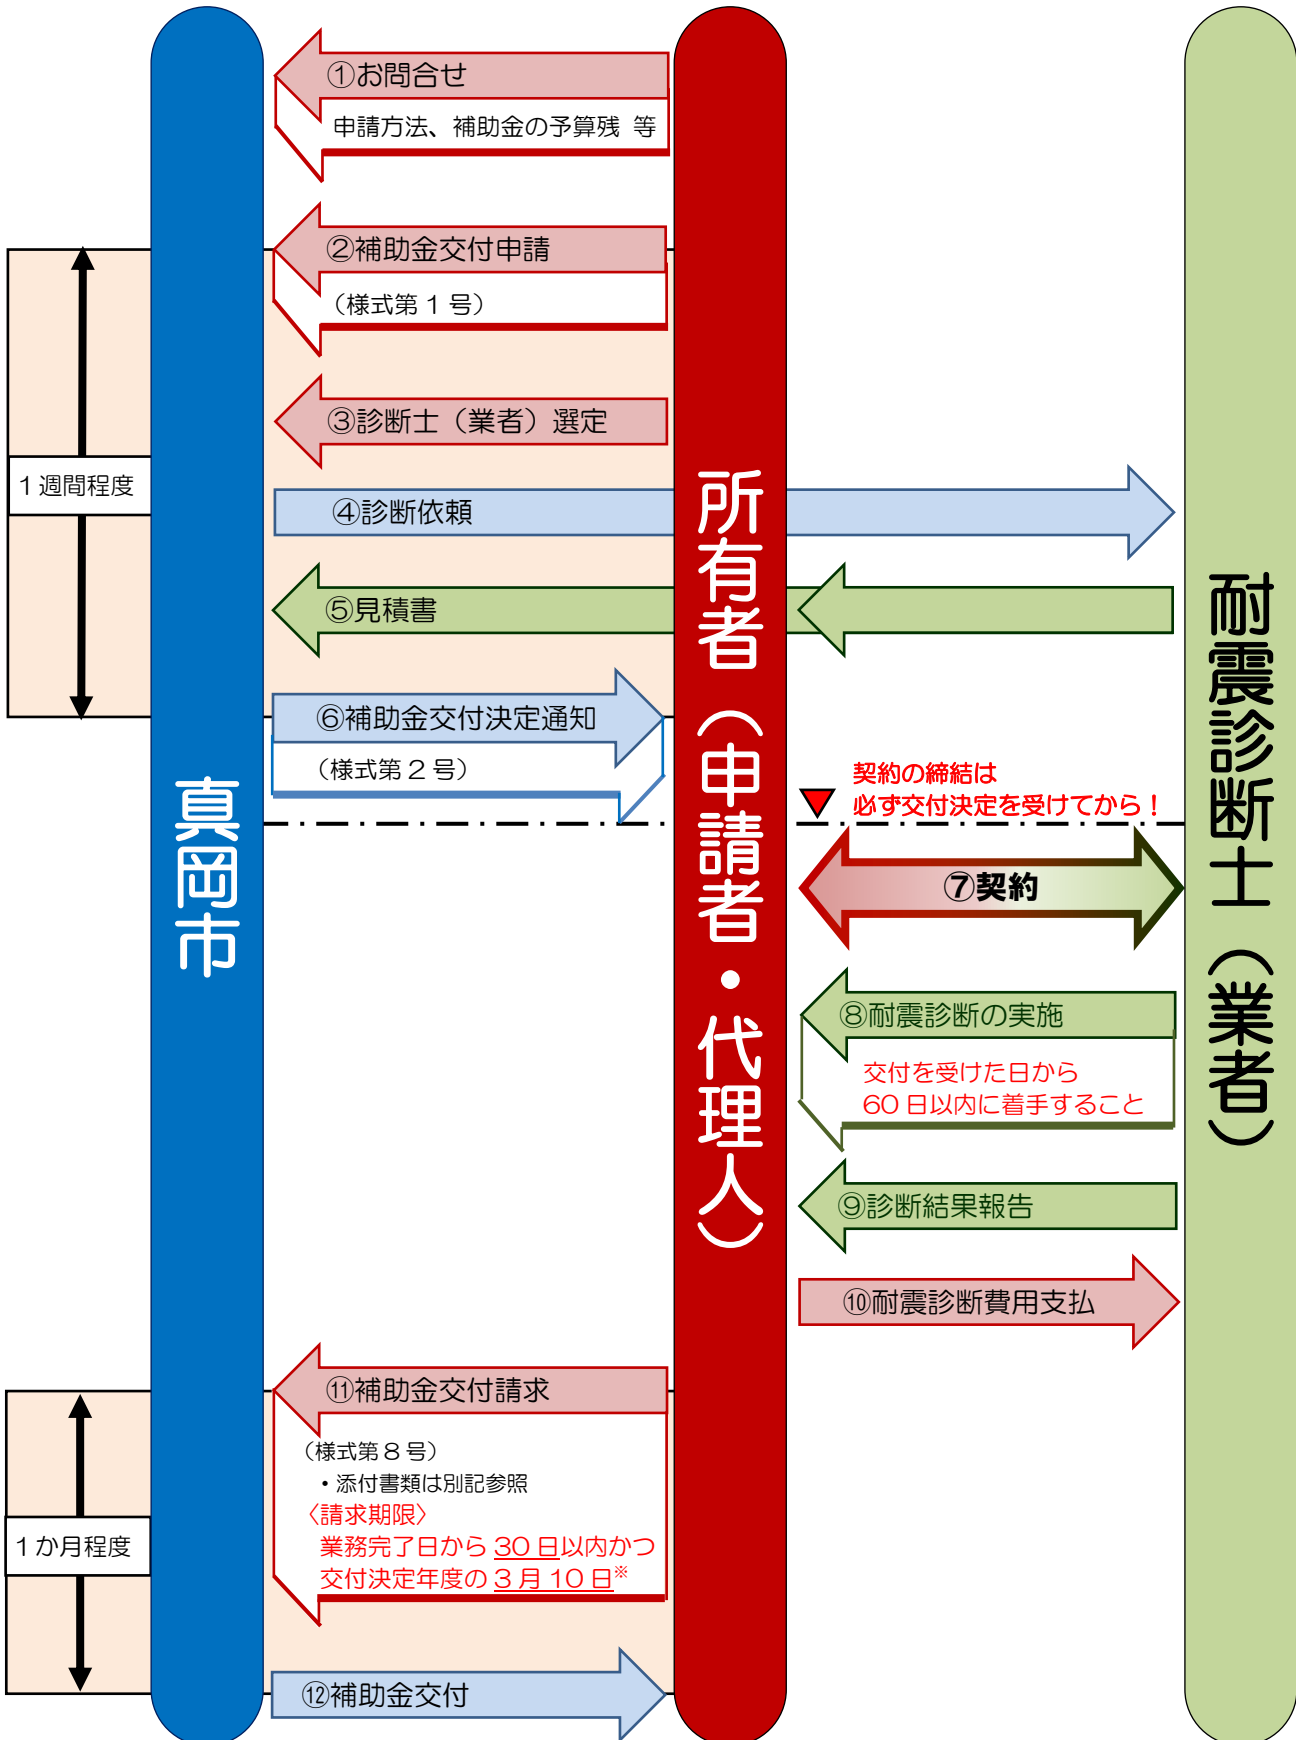 ①お問合せ
申請方法、補助金の予算残 等
②補助金交付申請
（様式第１号）
③診断士（業者）選定
１週間程度
④診断依頼
⑤見積書
⑥補助金交付決定通知
（様式第２号）
真岡市
所有者（申請者・代理人）
耐震診断士（業者）
契約の締結は
必ず交付決定を受けてから！
⑦契約
⑧耐震診断の実施
交付を受けた日から
60 日以内に着手すること
⑨診断結果報告
⑩耐震診断費用支払
⑪補助金交付請求
（様式第８号）
・添付書類は別記参照
〈請求期限〉
業務完了日から 30 日以内かつ
交付決定年度の 3 月 10 日※
１か月程度
⑫補助金交付